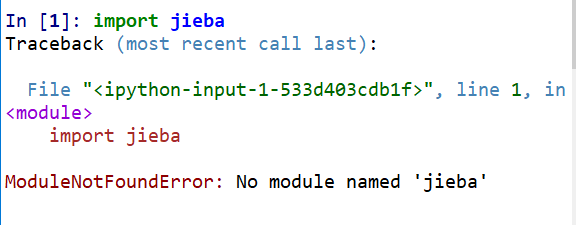 In [1]: import jieba
Traceback (most recent call last):
File "<ipython-input-1-533d403cdb1f>", line 1, in
<module>
import jieba
ModuleNotFoundError: No module named 'jieba'